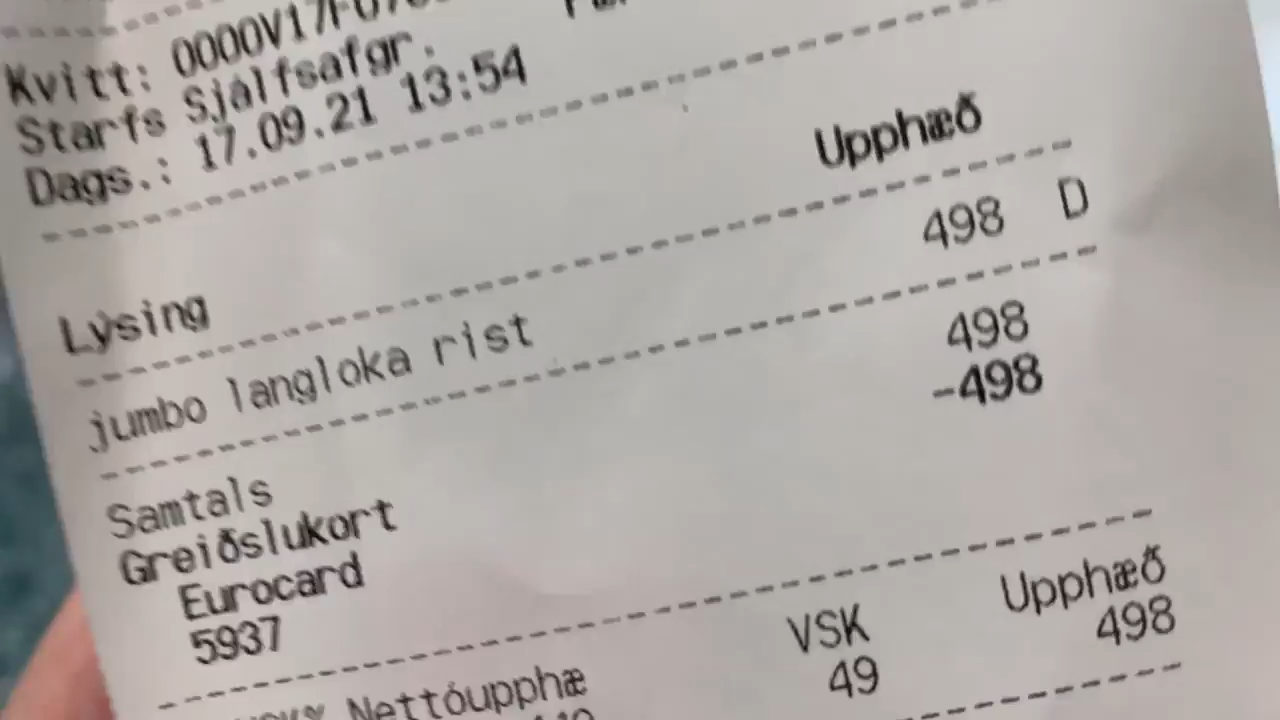 Kvitt: 0000V17F07
Starfs Sjálfsafgr.
Dags.: 17.09.21 13:54
Lýsing Upphæð
jumbo langloka rist 498 D
Samtals 498
Greiðslukort -498
Eurocard
5937
Nettóupphæ VSK Upphæð
49 498